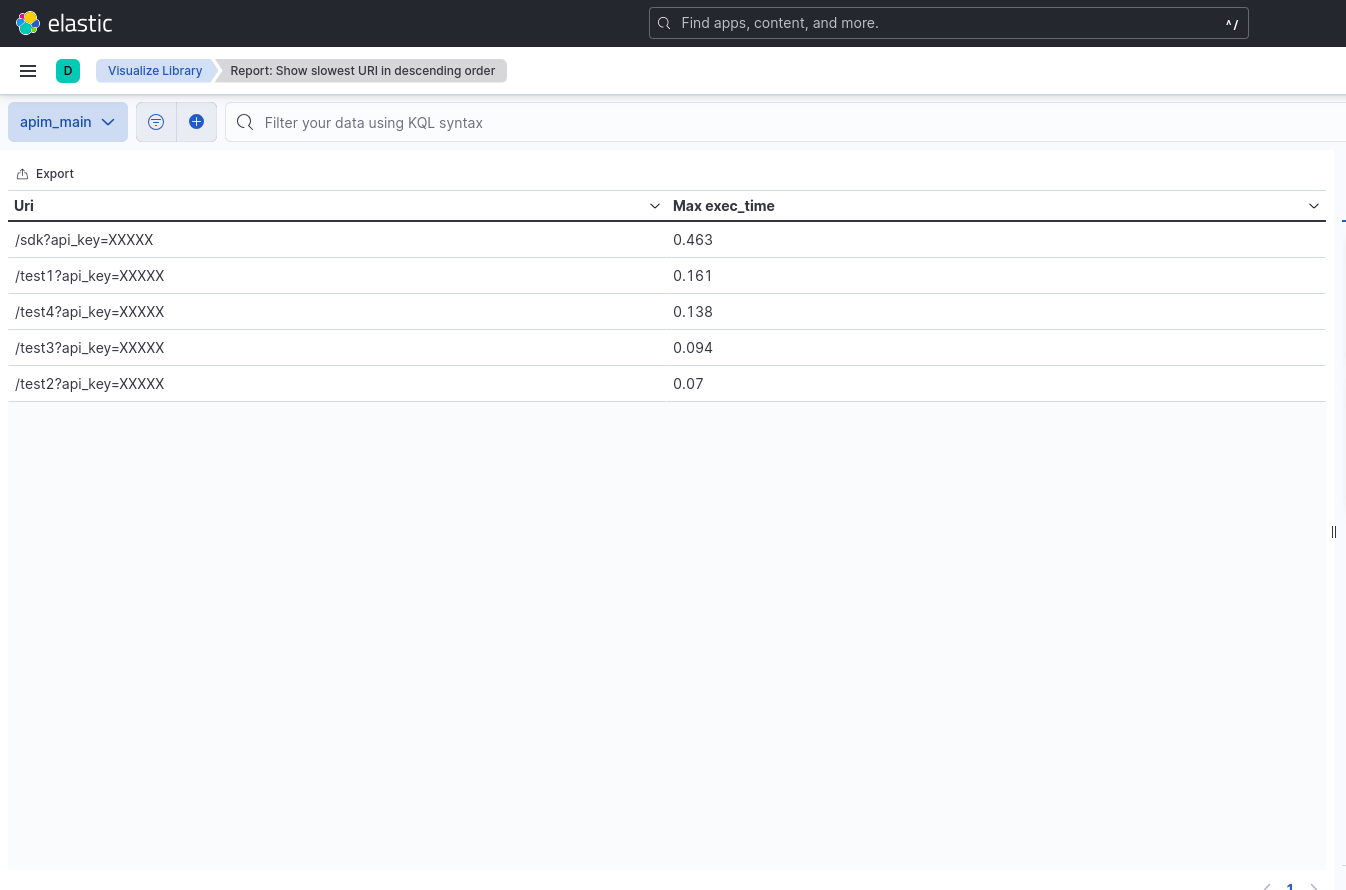 elastic
Find apps, content, and more.
^/
D
Visualize Library
Report: Show slowest URI in descending order
apim_main
Filter your data using KQL syntax
Export
Uri
Max exec_time
/sdk?api_key=XXXXX
0.463
/test1?api_key=XXXXX
0.161
/test4?api_key=XXXXX
0.138
/test3?api_key=XXXXX
0.094
/test2?api_key=XXXXX
0.07
1